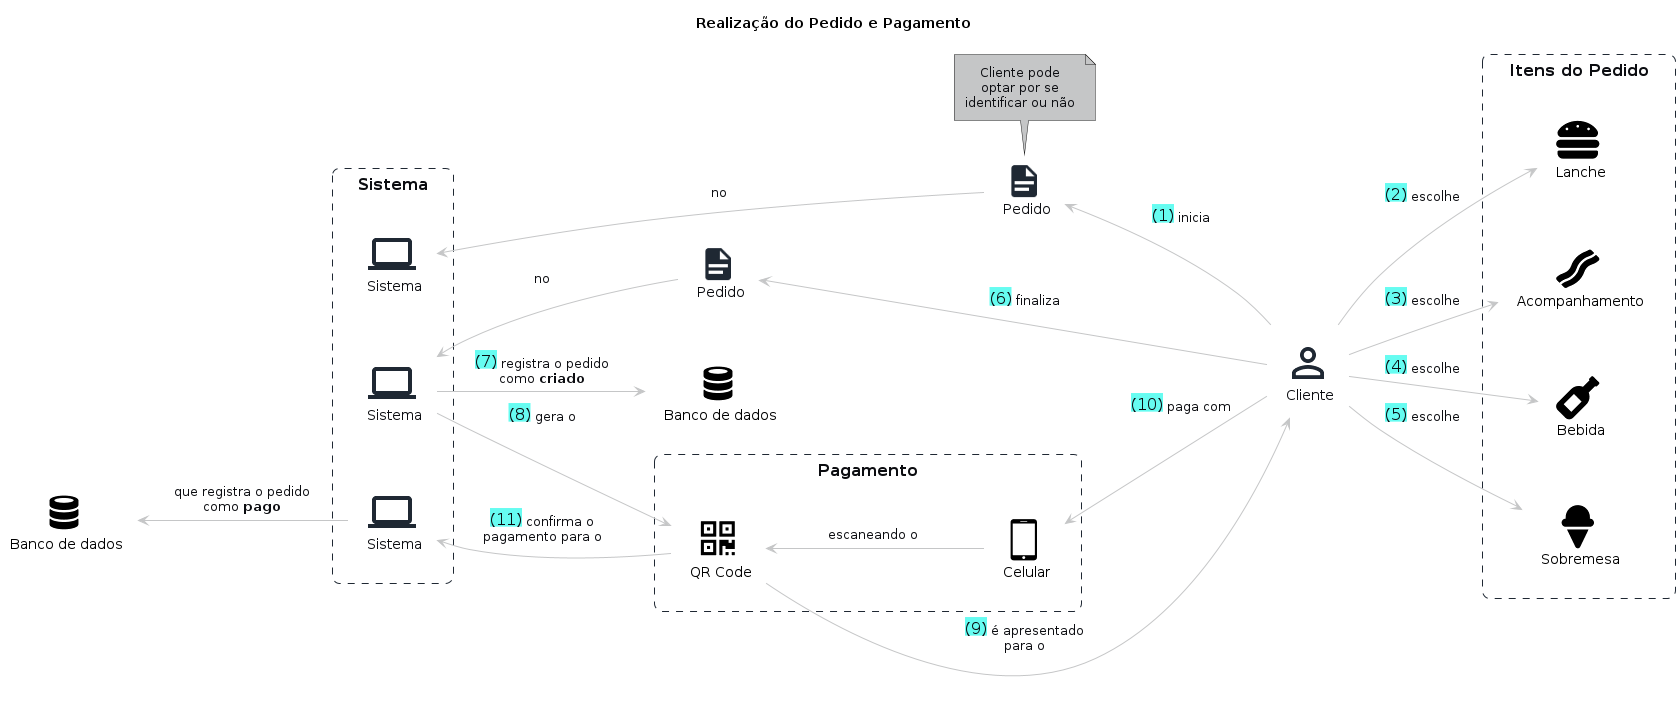 Realização do Pedido e Pagamento
Cliente pode
optar por se
identificar ou não
Itens do Pedido
Lanche
Sistema
Pedido
no
(1) inicia
(2) escolhe
Sistema
Pedido
no
(6) finaliza
(3) escolhe
Acompanhamento
(7) registra o pedido
como criado
Sistema
Banco de dados
(8) gera o
Cliente
(10) paga com
(4) escolhe
(5) escolhe
Bebida
Pagamento
que registra o pedido
como pago
Banco de dados
Sistema
(11) confirma o
pagamento para o
QR Code
escaneando o
Celular
Sobremesa
(9) é apresentado
para o